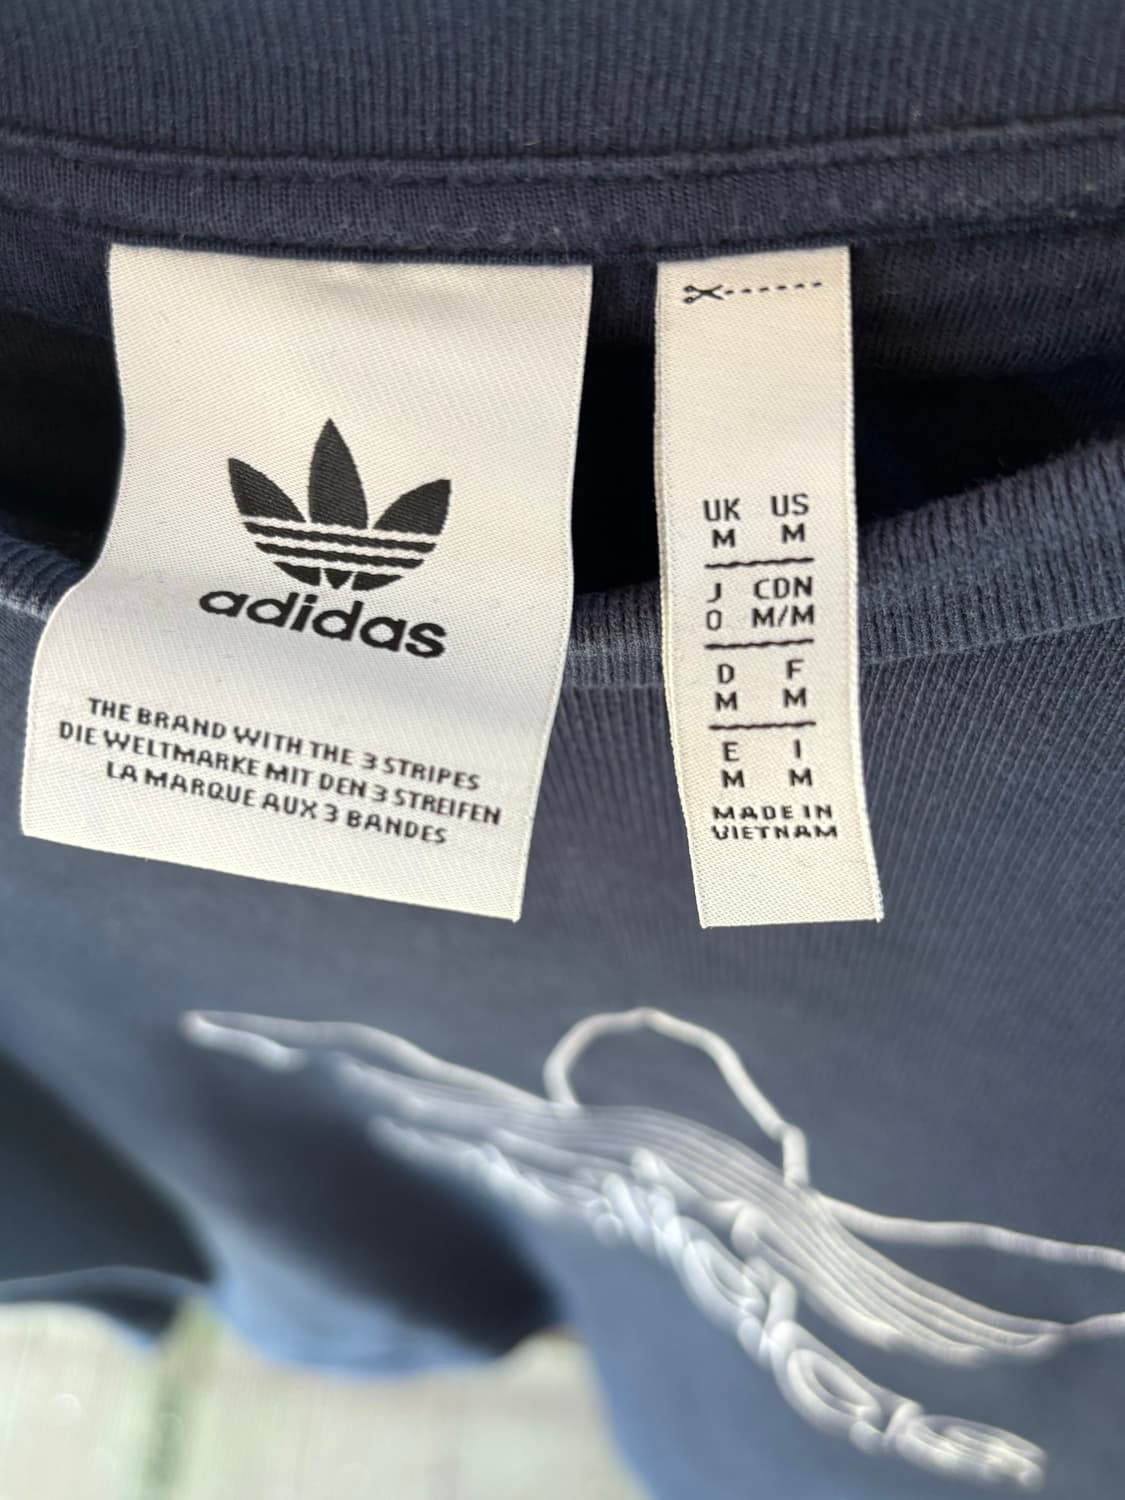 adidas
THE BRAND WITH THE 3 STRIPES
DIE WELTMARKE MIT DEN 3 STREIFEN
LA MARQUE AUX 3 BANDES
UK US
M M
J CDN
O M/M
D F
M M
E I
M M
MADE IN
VIETNAM